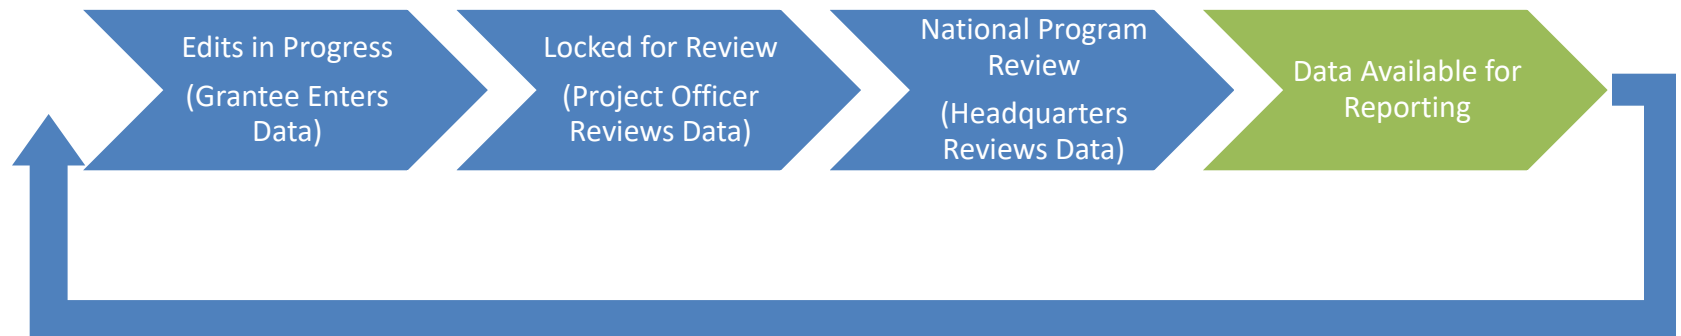 Edits in Progress
(Grantee Enters
Data)
Locked for Review
(Project Officer
Reviews Data)
National Program
Review
(Headquarters
Reviews Data)
Data Available for
Reporting